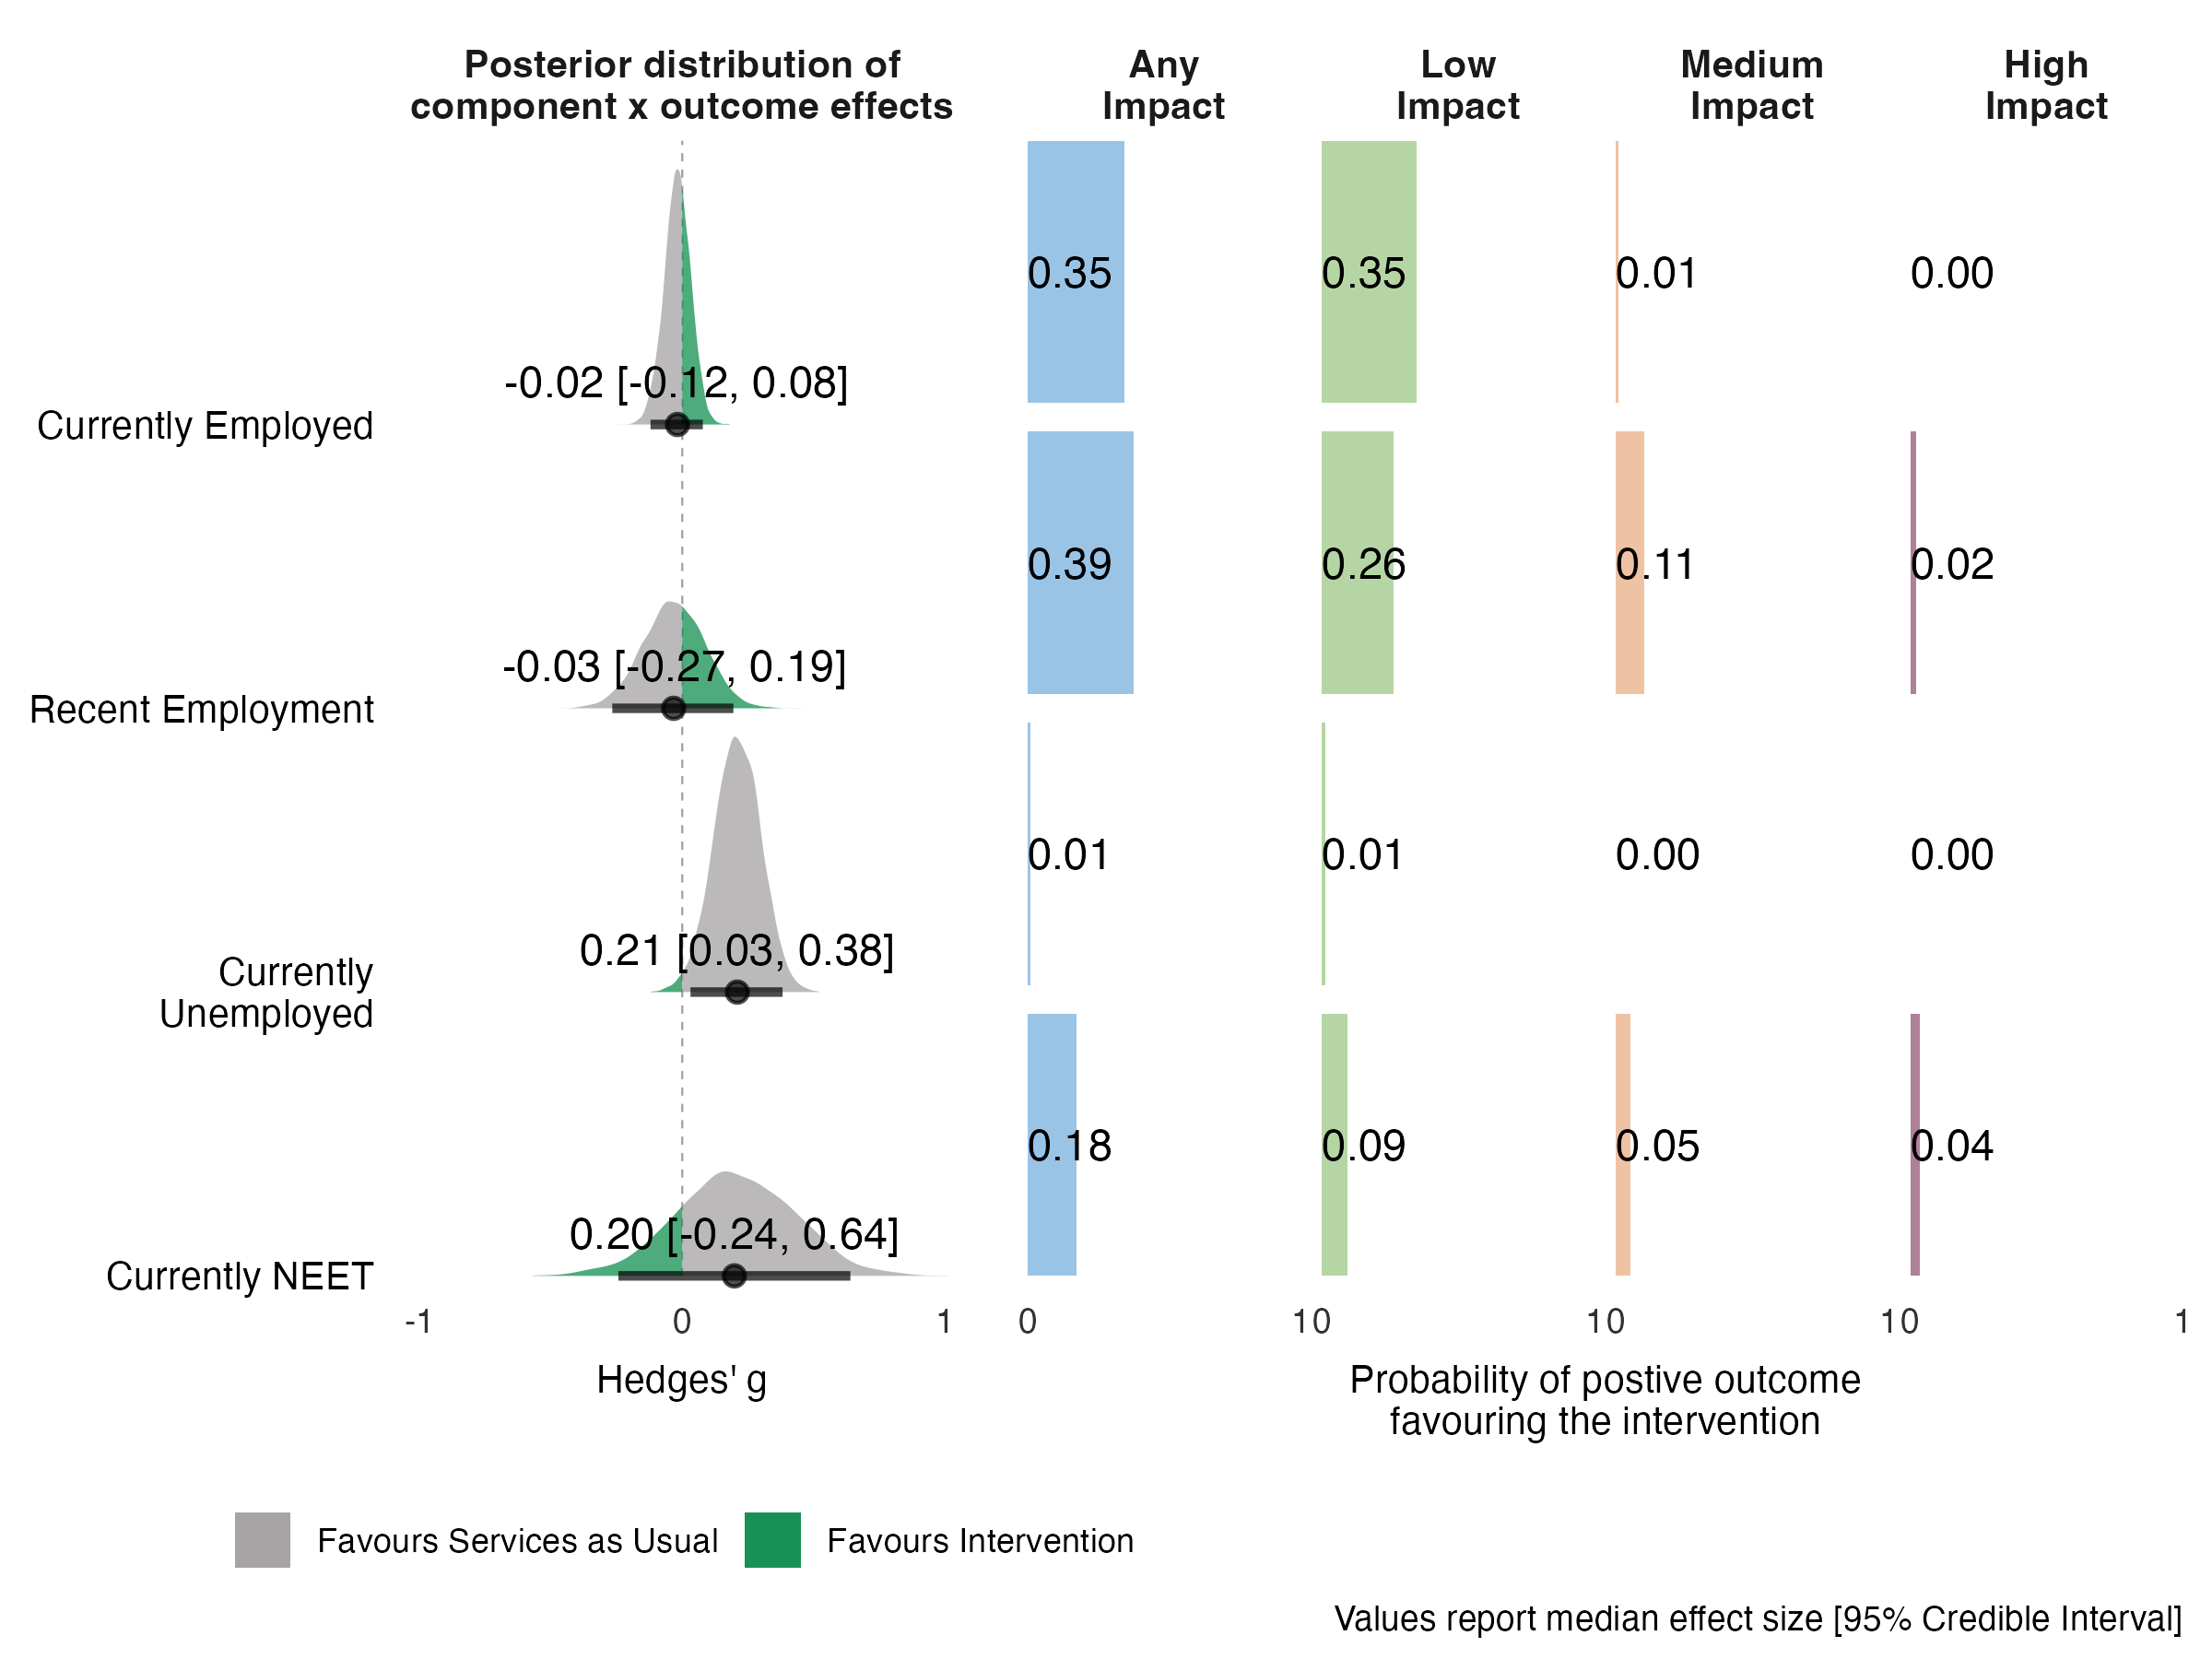 Posterior distribution of
component x outcome effects
Any
Impact
Low
Impact
Medium
Impact
High
Impact
Currently Employed
-0.02 [-0.12, 0.08]
0.35
0.35
0.01
0.00
Recent Employment
-0.03 [-0.27, 0.19]
0.39
0.26
0.11
0.02
Currently
Unemployed
0.21 [0.03, 0.38]
0.01
0.01
0.00
0.00
Currently NEET
0.20 [-0.24, 0.64]
0.18
0.09
0.05
0.04
-1 0 1
0 10 10 10 1
Hedges' g
Probability of postive outcome
favouring the intervention
Favours Services as Usual
Favours Intervention
Values report median effect size [95% Credible Interval]